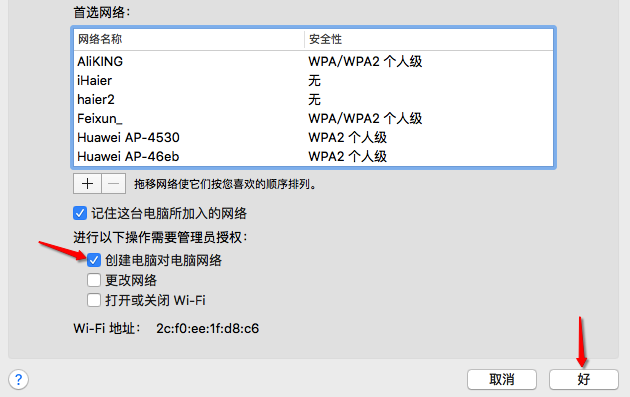 首选网络：
网络名称 安全性
AliKING WPA/WPA2 个人级
iHaier 无
haier2 无
Feixun_ WPA/WPA2 个人级
Huawei AP-4530 WPA2 个人级
Huawei AP-46eb WPA2 个人级
+ − 拖移网络使它们按您喜欢的顺序排列。
记住这台电脑所加入的网络
进行以下操作需要管理员授权：
创建电脑对电脑网络
更改网络
打开或关闭 Wi-Fi
Wi-Fi 地址： 2c:f0:ee:1f:d8:c6
? 取消 好